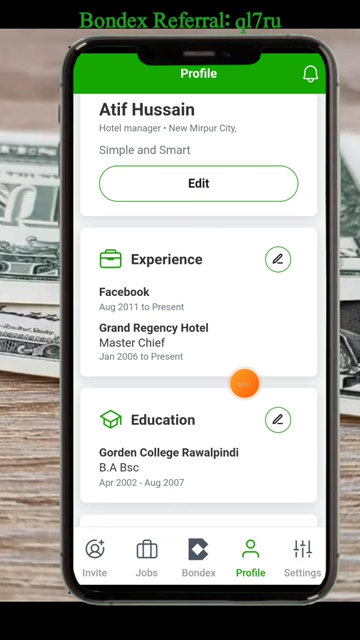 Bondex Referral: ql7ru
Profile
Atif Hussain
Hotel manager • New Mirpur City,
Simple and Smart
Edit
Experience
Facebook
Aug 2011 to Present
Grand Regency Hotel
Master Chief
Jan 2006 to Present
Education
Gorden College Rawalpindi
B.A Bsc
Apr 2002 - Aug 2007
Invite Jobs Bondex Profile Settings